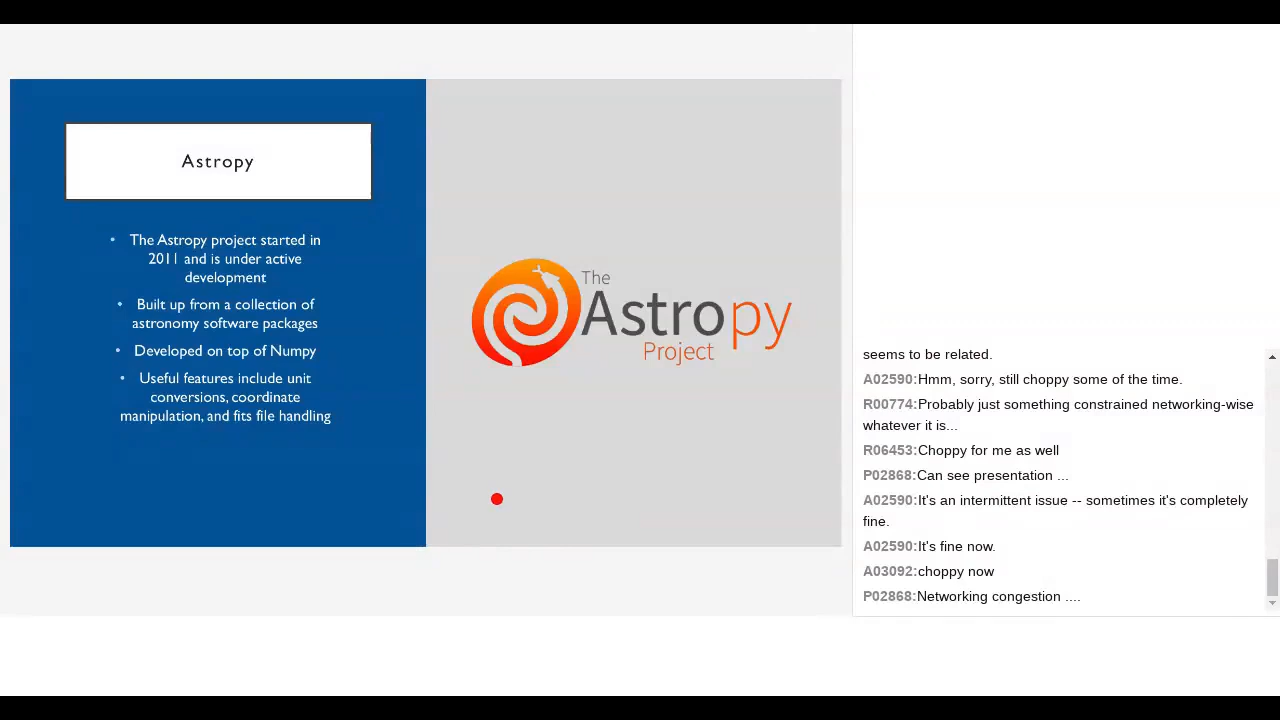 Astropy
• The Astropy project started in
2011 and is under active
development
• Built up from a collection of
astronomy software packages
• Developed on top of Numpy
• Useful features include unit
conversions, coordinate
manipulation, and fits file handling
The
Astropy
Project
seems to be related.
A02590:Hmm, sorry, still choppy some of the time.
R00774:Probably just something constrained networking-wise
whatever it is...
R06453:Choppy for me as well
P02868:Can see presentation ...
A02590:It's an intermittent issue -- sometimes it's completely
fine.
A02590:It's fine now.
A03092:choppy now
P02868:Networking congestion ....